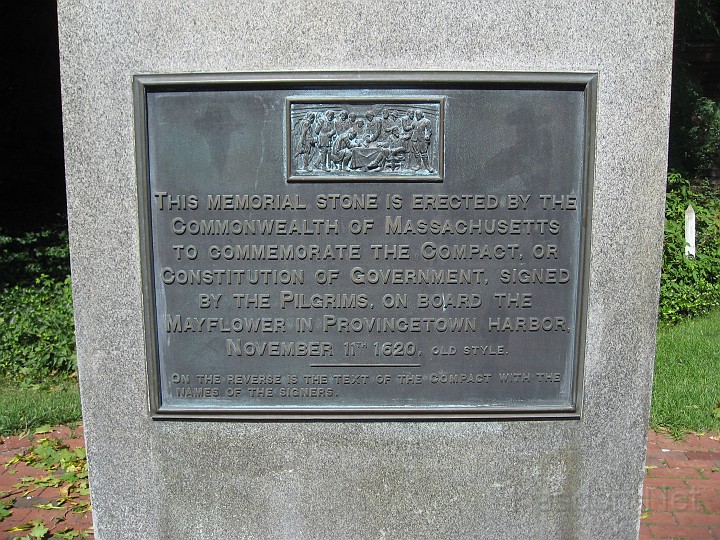 THIS MEMORIAL STONE IS ERECTED BY THE
COMMONWEALTH OF MASSACHUSETTS
TO COMMEMORATE THE COMPACT, OR
CONSTITUTION OF GOVERNMENT, SIGNED
BY THE PILGRIMS, ON BOARD THE
MAYFLOWER IN PROVINCETOWN HARBOR,
NOVEMBER 11TH 1620, OLD STYLE.
ON THE REVERSE IS THE TEXT OF THE COMPACT WITH THE
NAMES OF THE SIGNERS.